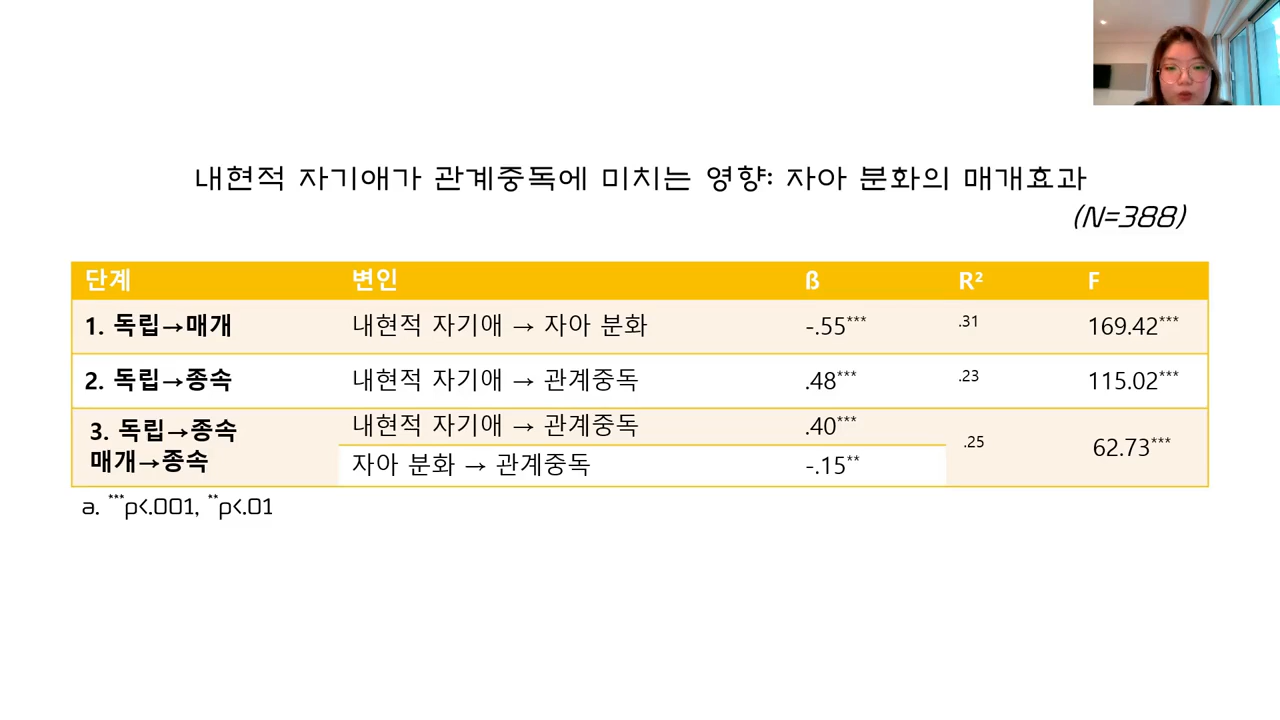 내현적 자기애가 관계중독에 미치는 영향: 자아 분화의 매개효과
(N=388)
단계 변인 ß R² F
1. 독립→매개 내현적 자기애 → 자아 분화 -.55*** .31 169.42***
2. 독립→종속 내현적 자기애 → 관계중독 .48*** .23 115.02***
3. 독립→종속 내현적 자기애 → 관계중독 .40*** .25 62.73***
매개→종속 자아 분화 → 관계중독 -.15**
a. ***p<.001, **p<.01